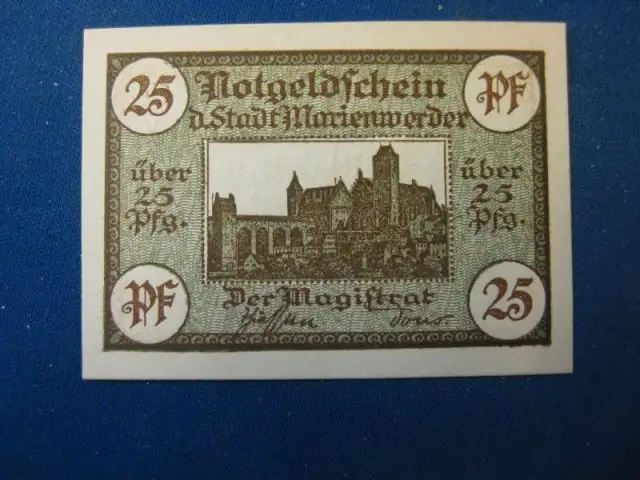 25 Notgeldschein Pf
d. Stadt Marienwerder
über
25
Pfg.
über
25
Pfg.
Der Magistrat
Pf 25